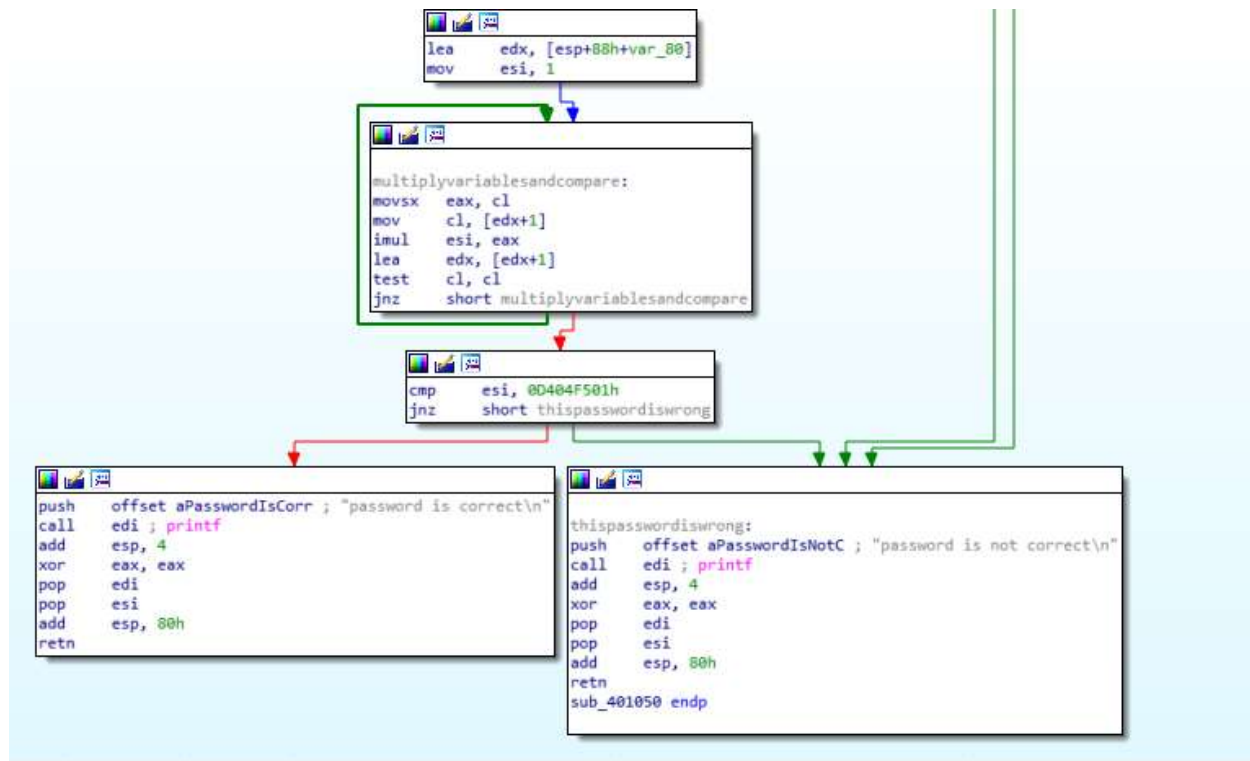 lea edx, [esp+88h+var_80]
mov esi, 1
multiplyvariablesandcompare:
movsx eax, cl
mov cl, [edx+1]
imul esi, eax
lea edx, [edx+1]
test cl, cl
jnz short multiplyvariablesandcompare
cmp esi, 0D404F501h
jnz short thispasswordiswrong
push offset aPasswordIsCorr ; "password is correct\n"
call edi ; printf
add esp, 4
xor eax, eax
pop edi
pop esi
add esp, 80h
retn
thispasswordiswrong:
push offset aPasswordIsNotC ; "password is not correct\n"
call edi ; printf
add esp, 4
xor eax, eax
pop edi
pop esi
add esp, 80h
retn
sub_401050 endp